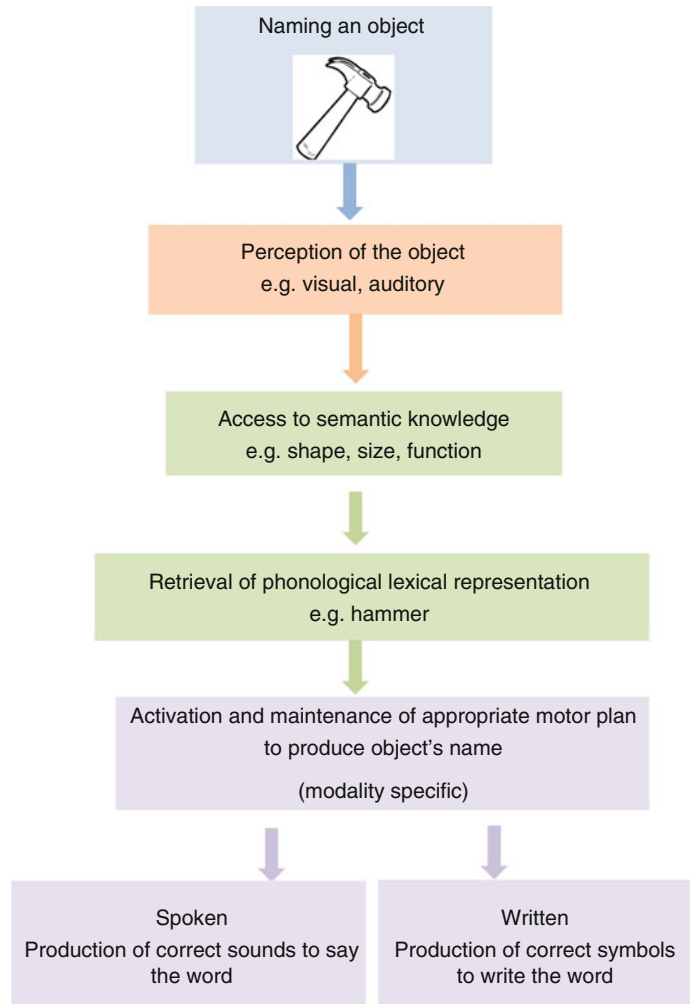 Naming an object
Perception of the object
e.g. visual, auditory
Access to semantic knowledge
e.g. shape, size, function
Retrieval of phonological lexical representation
e.g. hammer
Activation and maintenance of appropriate motor plan
to produce object's name
(modality specific)
Spoken
Production of correct sounds to say
the word
Written
Production of correct symbols
to write the word